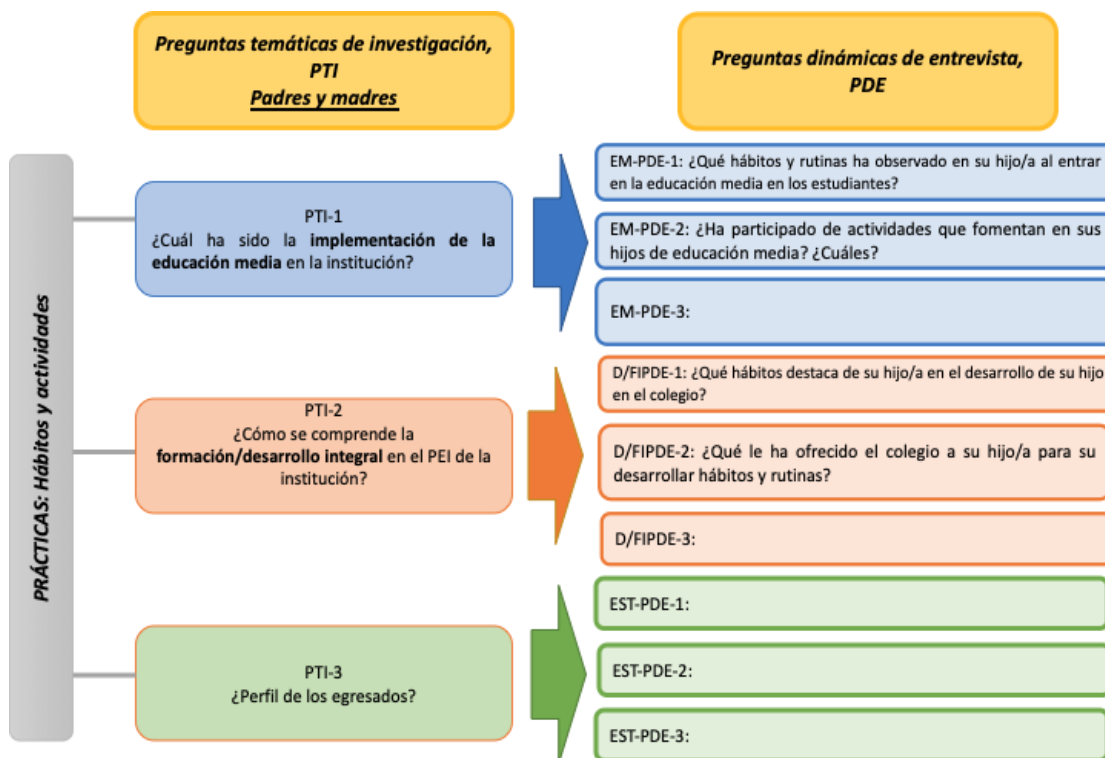 Preguntas temáticas de investigación,
PTI
Padres y madres
Preguntas dinámicas de entrevista,
PDE
PRÁCTICAS: Hábitos y actividades
PTI-1
¿Cuál ha sido la implementación de la
educación media en la institución?
EM-PDE-1: ¿Qué hábitos y rutinas ha observado en su hijo/a al entrar
en la educación media en los estudiantes?
EM-PDE-2: ¿Ha participado de actividades que fomentan en sus
hijos de educación media? ¿Cuáles?
EM-PDE-3:
PTI-2
¿Cómo se comprende la
formación/desarrollo integral en el PEI de la
institución?
D/FIPDE-1: ¿Qué hábitos destaca de su hijo/a en el desarrollo de su hijo
en el colegio?
D/FIPDE-2: ¿Qué le ha ofrecido el colegio a su hijo/a para su
desarrollar hábitos y rutinas?
D/FIPDE-3:
PTI-3
¿Perfil de los egresados?
EST-PDE-1:
EST-PDE-2:
EST-PDE-3: